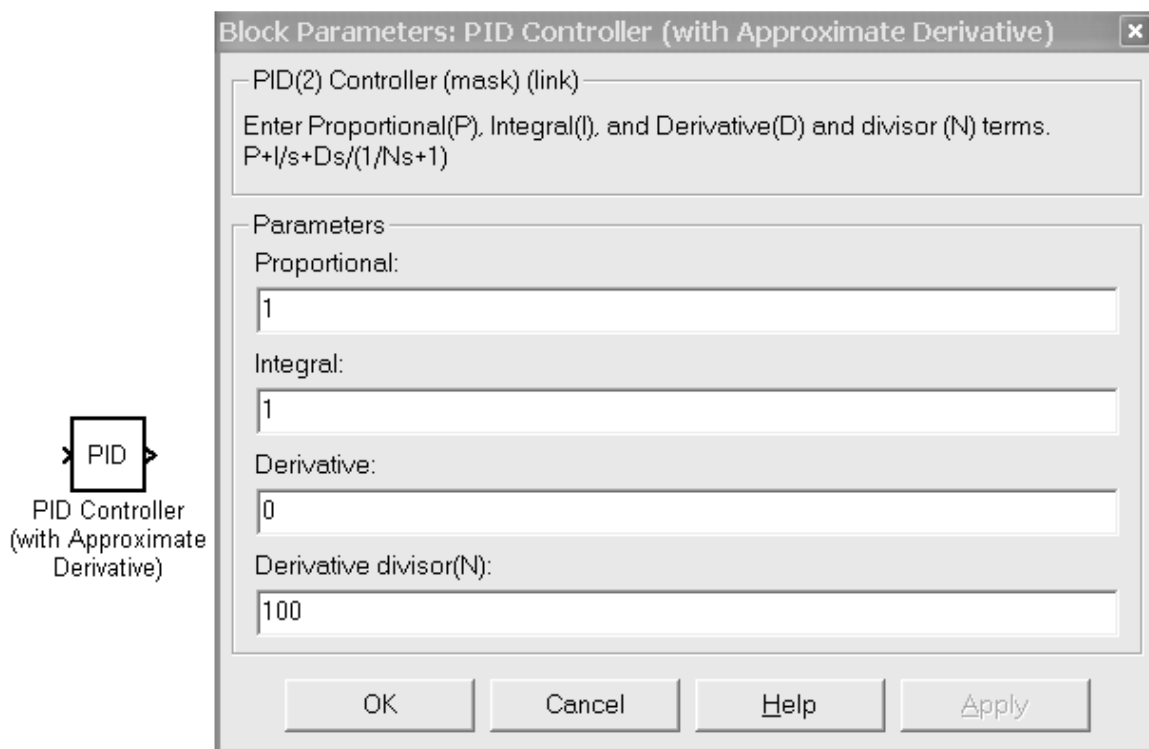 Block Parameters: PID Controller (with Approximate Derivative)
PID(2) Controller (mask) (link)
Enter Proportional(P), Integral(I), and Derivative(D) and divisor (N) terms.
P+I/s+Ds/(1/Ns+1)
Parameters
Proportional:
1
Integral:
1
Derivative:
0
Derivative divisor(N):
100
OK
Cancel
Help
Apply
PID
PID Controller
(with Approximate
Derivative)